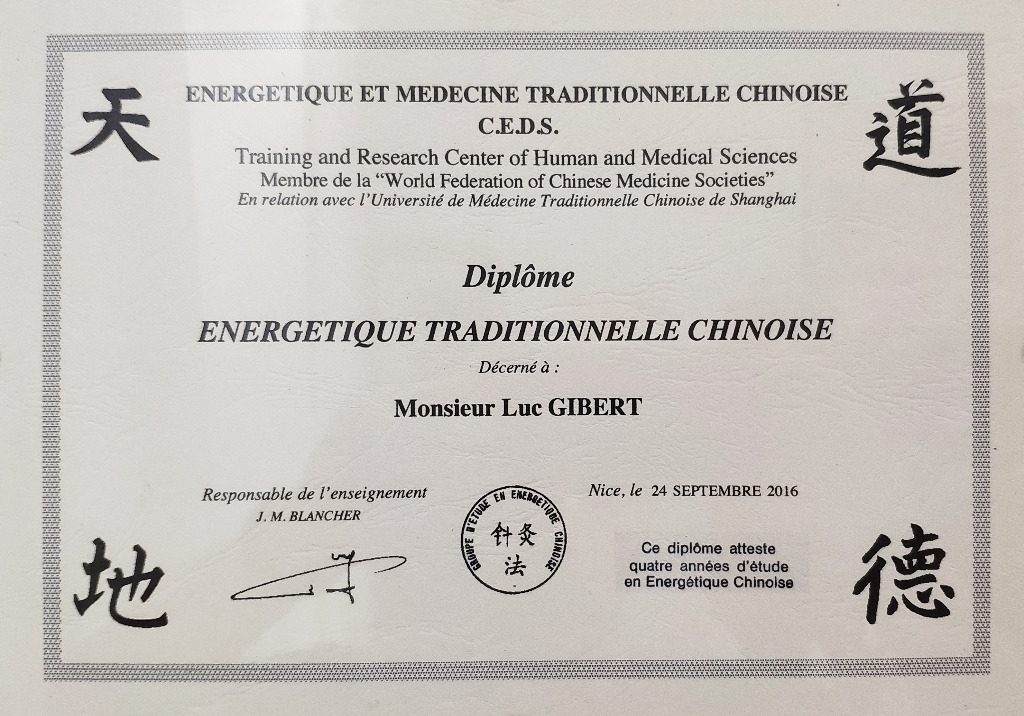 天
道
ENERGETIQUE ET MEDECINE TRADITIONNELLE CHINOISE
C.E.D.S.
Training and Research Center of Human and Medical Sciences
Membre de la “World Federation of Chinese Medicine Societies”
En relation avec l’Université de Médecine Traditionnelle Chinoise de Shanghai
Diplôme
ENERGETIQUE TRADITIONNELLE CHINOISE
Décerné à :
Monsieur Luc GIBERT
Responsable de l’enseignement
J. M. BLANCHER
GROUPE D'ETUDE EN ENERGETIQUE CHINOISE
針灸
法
Nice, le 24 SEPTEMBRE 2016
Ce diplôme atteste
quatre années d’étude
en Energétique Chinoise
地
德